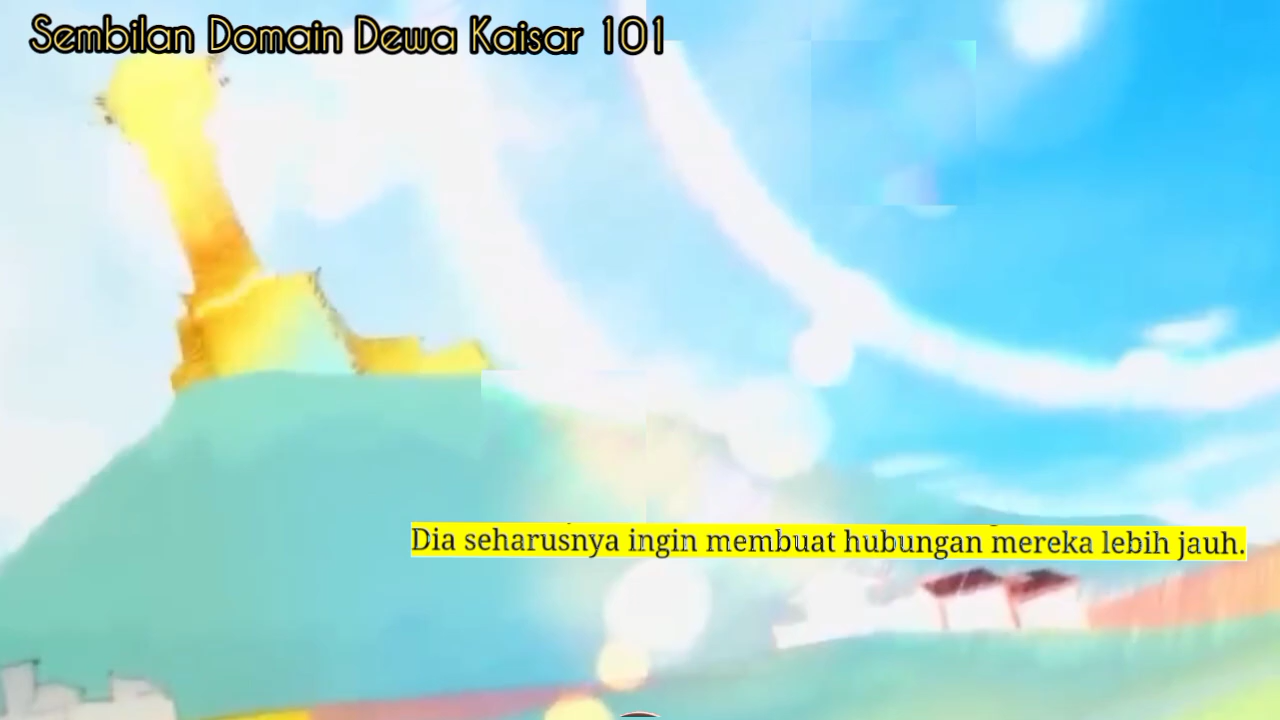 Sembilan Domain Dewa Kaisar 101
Dia seharusnya ingin membuat hubungan mereka lebih jauh.